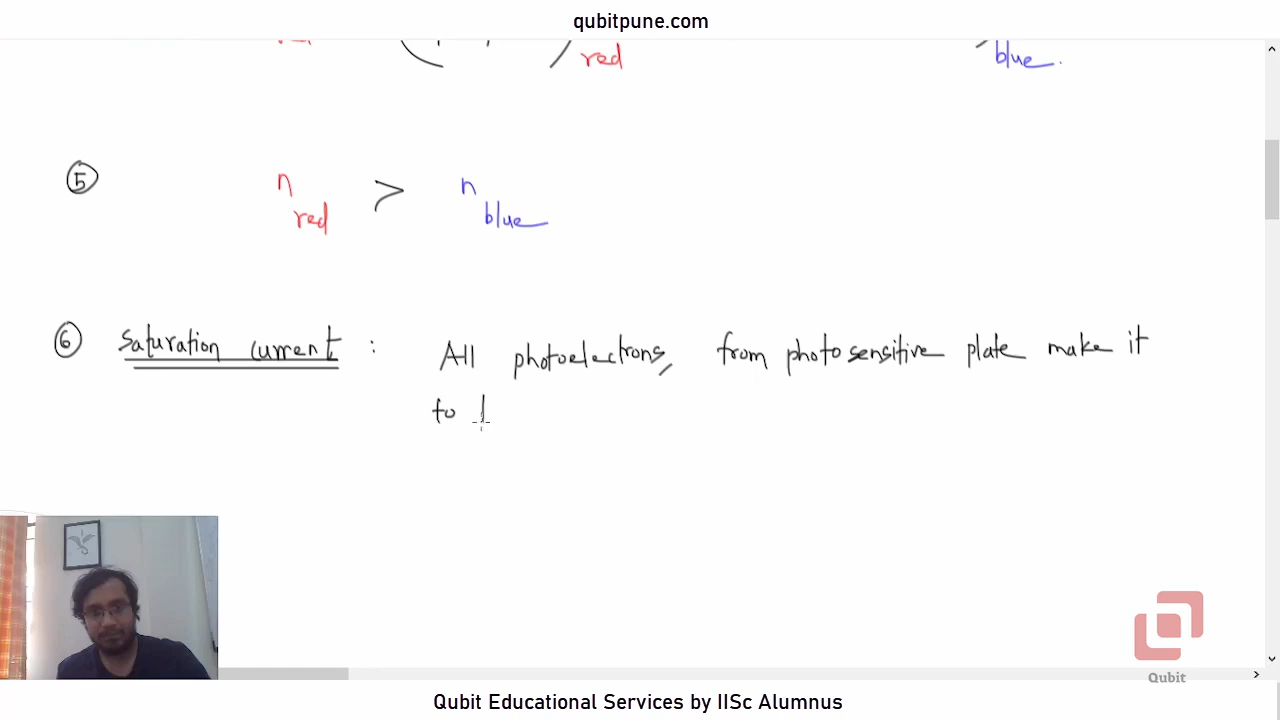 qubitpune.com
red
blue.
5
n red > n blue
6 Saturation current : All photoelectrons, from photosensitive plate make it
to
Qubit
Qubit Educational Services by IISc Alumnus